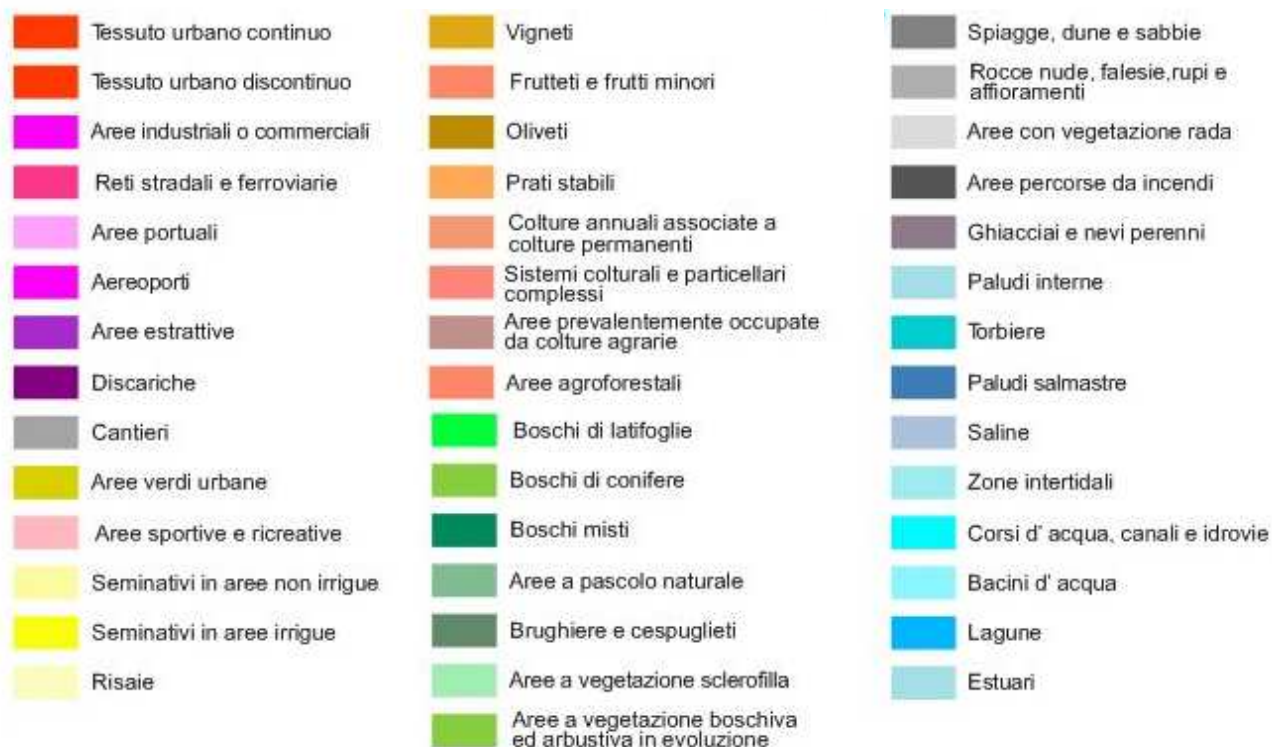 Tessuto urbano continuo
Tessuto urbano discontinuo
Aree industriali o commerciali
Reti stradali e ferroviarie
Aree portuali
Aereoporti
Aree estrattive
Discariche
Cantieri
Aree verdi urbane
Aree sportive e ricreative
Seminativi in aree non irrigue
Seminativi in aree irrigue
Risaie
Vigneti
Frutteti e frutti minori
Oliveti
Prati stabili
Colture annuali associate a
colture permanenti
Sistemi colturali e particellari
complessi
Aree prevalentemente occupate
da colture agrarie
Aree agroforestali
Boschi di latifoglie
Boschi di conifere
Boschi misti
Aree a pascolo naturale
Brughiere e cespuglieti
Aree a vegetazione sclerofilla
Aree a vegetazione boschiva
ed arbustiva in evoluzione
Spiagge, dune e sabbie
Rocce nude, falesie,rupi e
affioramenti
Aree con vegetazione rada
Aree percorse da incendi
Ghiacciai e nevi perenni
Paludi interne
Torbiere
Paludi salmastre
Saline
Zone intertidali
Corsi d' acqua, canali e idrovie
Bacini d' acqua
Lagune
Estuari